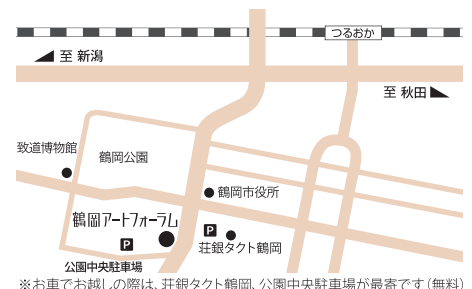 つるおか
至 新潟
至 秋田
致道博物館
鶴岡公園
鶴岡市役所
鶴岡アートフォーラム
P
P
荘銀タクト鶴岡
公園中央駐車場
※お車でお越しの際は、荘銀タクト鶴岡、公園中央駐車場が最寄です(無料)